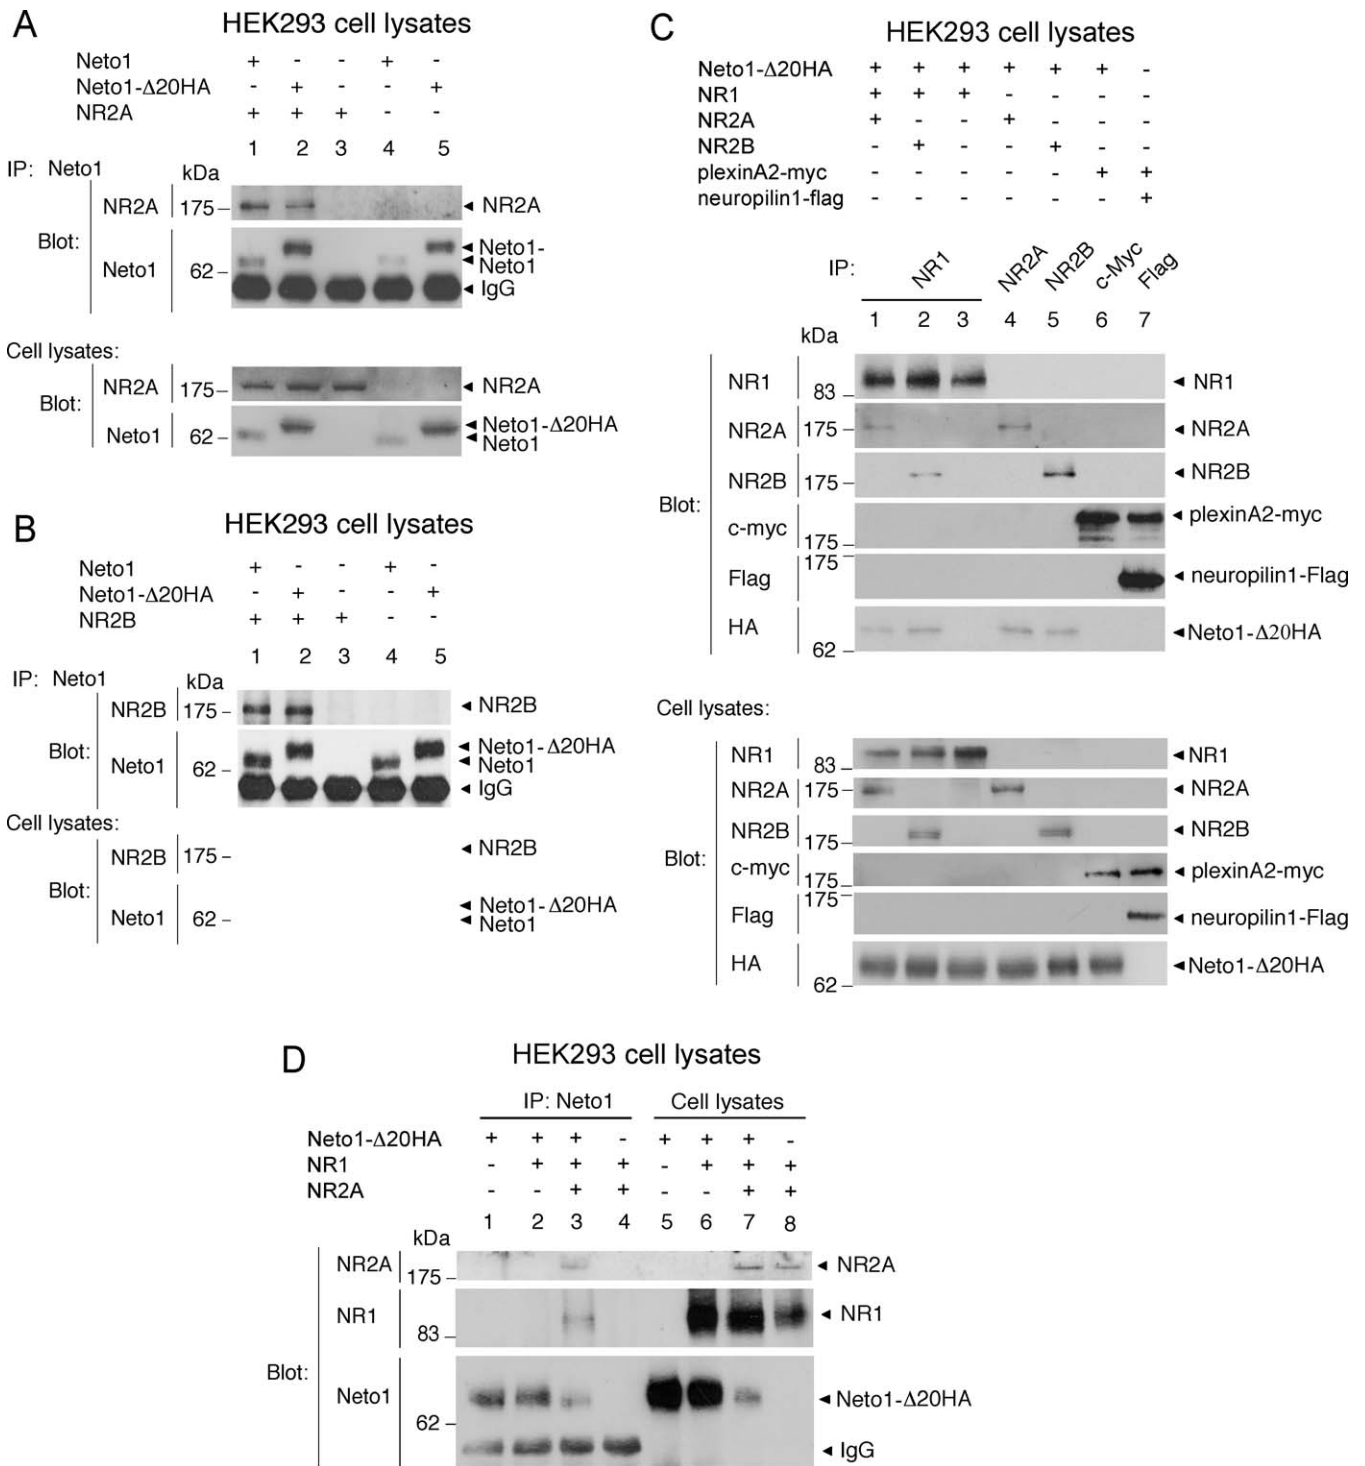 A
HEK293 cell lysates
Neto1 + - - + -
Neto1-Δ20HA - + - - +
NR2A + + + - -
1 2 3 4 5
IP: Neto1 kDa
NR2A 175 NR2A
Blot:
Neto1 62 Neto1-
Neto1
IgG
Cell lysates:
NR2A 175 NR2A
Blot:
Neto1 62 Neto1-Δ20HA
Neto1
B
HEK293 cell lysates
Neto1 + - - + -
Neto1-Δ20HA - + - - +
NR2B + + + - -
1 2 3 4 5
IP: Neto1 kDa
NR2B 175 NR2B
Blot:
Neto1 62 Neto1-Δ20HA
Neto1
IgG
Cell lysates:
NR2B 175 NR2B
Blot:
Neto1 62 Neto1-Δ20HA
Neto1
C
HEK293 cell lysates
Neto1-Δ20HA + + + + + + -
NR1 + + + - - - -
NR2A + - - + - - -
NR2B - + - - + - -
plexinA2-myc - - - - - + +
neuropilin1-flag - - - - - - +
IP: NR1 NR2A NR2B c-Myc Flag
1 2 3 4 5 6 7
kDa
NR1 83 NR1
NR2A 175 NR2A
NR2B 175 NR2B
Blot:
c-myc 175 plexinA2-myc
Flag 175 neuropilin1-Flag
HA 62 Neto1-Δ20HA
Cell lysates:
NR1 83 NR1
NR2A 175 NR2A
NR2B 175 NR2B
Blot:
c-myc 175 plexinA2-myc
Flag 175 neuropilin1-Flag
HA 62 Neto1-Δ20HA
D
HEK293 cell lysates
IP: Neto1 Cell lysates
Neto1-Δ20HA + + + - + + + -
NR1 - + + + - + + +
NR2A - - + + - - + +
1 2 3 4 5 6 7 8
kDa
NR2A 175 NR2A
NR1 83 NR1
Blot:
Neto1 62 Neto1-Δ20HA
IgG